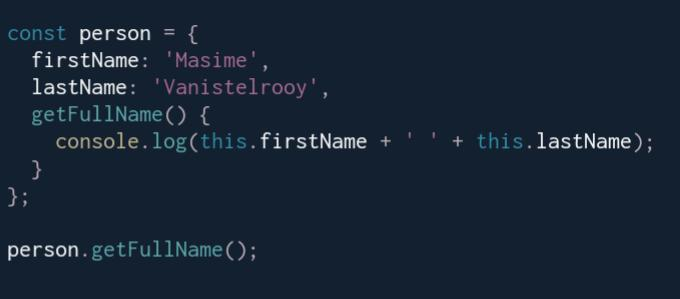 const person = {
  firstName: 'Masime',
  lastName: 'Vanistelrooy',
  getFullName() {
    console.log(this.firstName + ' ' + this.lastName);
  }
};

person.getFullName();